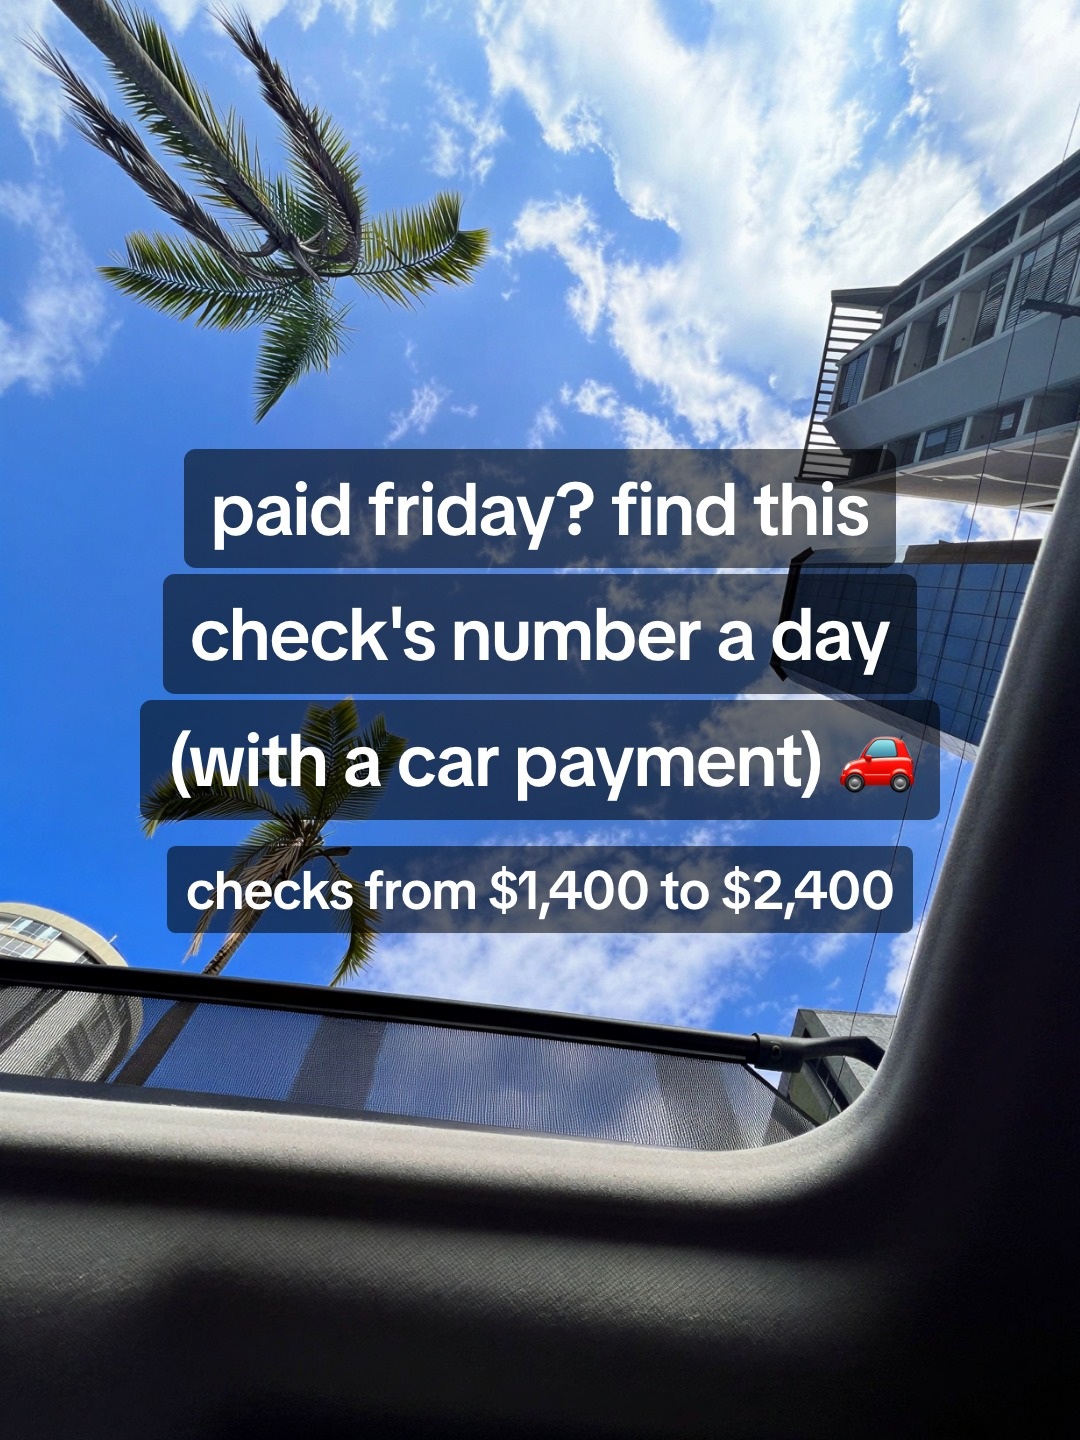 paid friday? find this
check's number a day
(with a car payment) 🚗
checks from $1,400 to $2,400